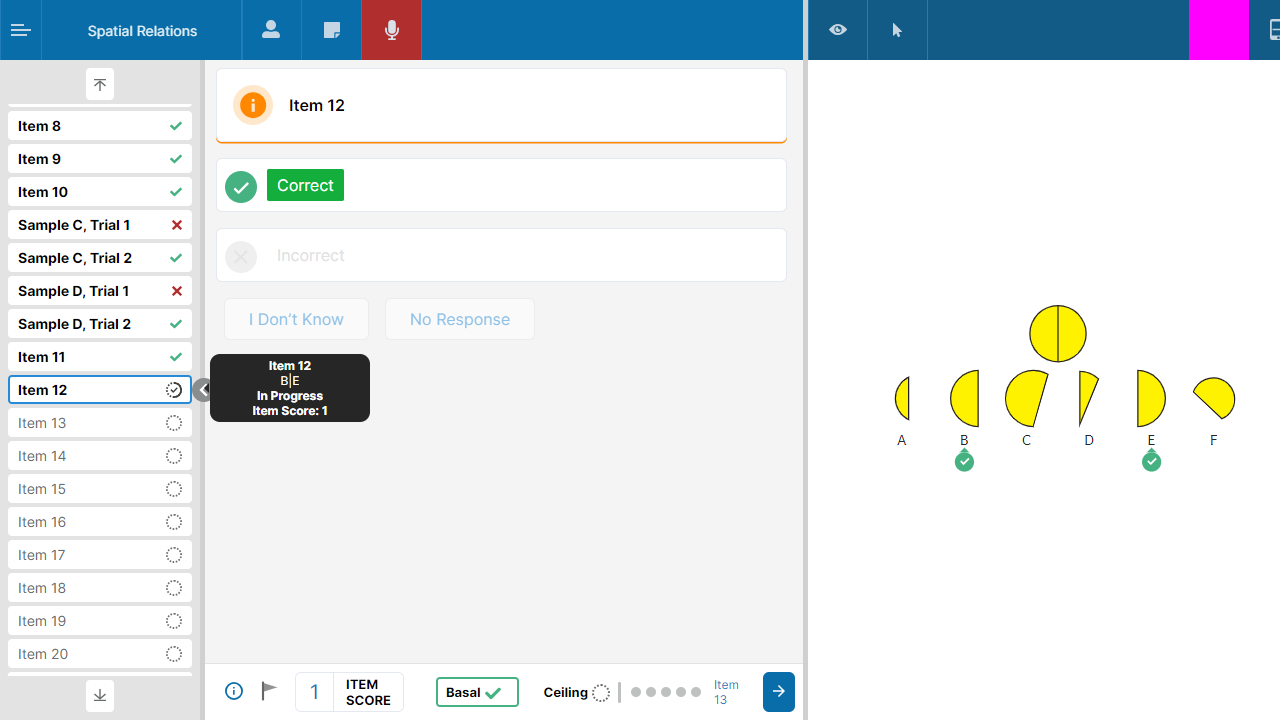 Spatial Relations
Item 8
Item 9
Item 10
Sample C, Trial 1
Sample C, Trial 2
Sample D, Trial 1
Sample D, Trial 2
Item 11
Item 12
Item 13
Item 14
Item 15
Item 16
Item 17
Item 18
Item 19
Item 20
Item 12
Correct
Incorrect
I Don't Know
No Response
Item 12
B|E
In Progress
Item Score: 1
1
ITEM
SCORE
Basal
Ceiling
Item
13
A
B
C
D
E
F